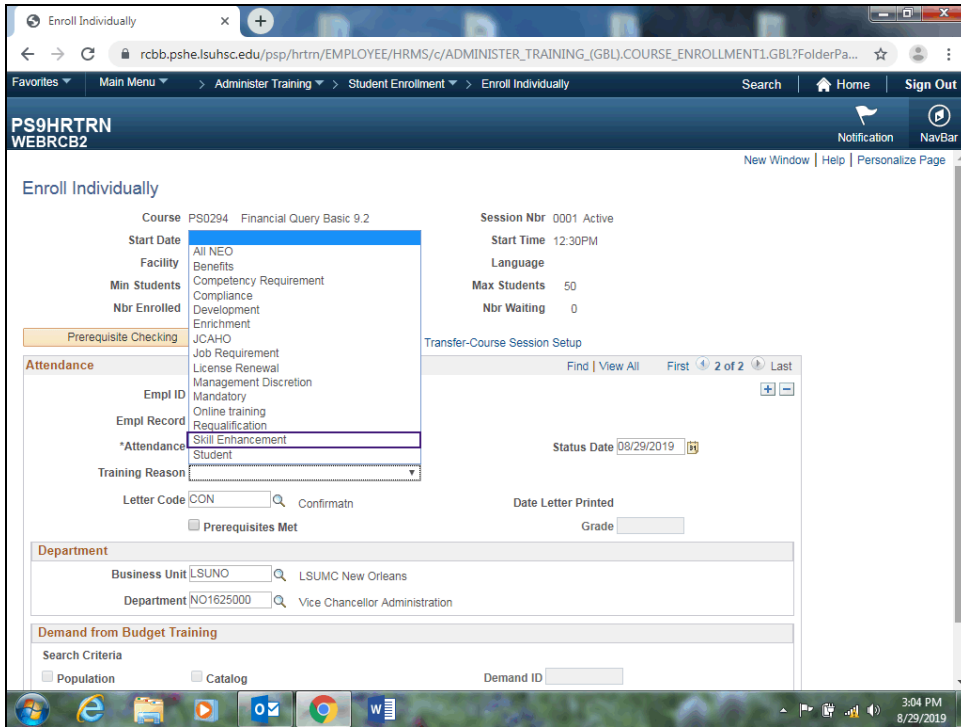 Enroll Individually
rcbb.pshe.lsuhsc.edu/psp/hrtrn/EMPLOYEE/HRMS/c/ADMINISTER_TRAINING_(GBL).COURSE_ENROLLMENT1.GBL?FolderPa...
Favorites Main Menu > Administer Training > Student Enrollment > Enroll Individually Search Home Sign Out
PS9HRTRN
WEBRCB2
Notification NavBar
New Window | Help | Personalize Page
Enroll Individually
Course PS0294 Financial Query Basic 9.2 Session Nbr 0001 Active
Start Date Start Time 12:30PM
All NEO
Facility Benefits Language
Competency Requirement
Min Students Compliance Max Students 50
Development
Nbr Enrolled Enrichment Nbr Waiting 0
Prerequisite Checking JCAHO Transfer-Course Session Setup
Job Requirement
Attendance License Renewal Find | View All First 2 of 2 Last
Management Discretion
Empl ID Mandatory
Online training
Empl Record Requalification
*Attendance Skill Enhancement Status Date 08/29/2019
Student
Training Reason
Letter Code CON Confirmatn Date Letter Printed
Prerequisites Met Grade
Department
Business Unit LSUNO LSUMC New Orleans
Department NO1625000 Vice Chancellor Administration
Demand from Budget Training
Search Criteria
Population Catalog Demand ID
3:04 PM
8/29/2019